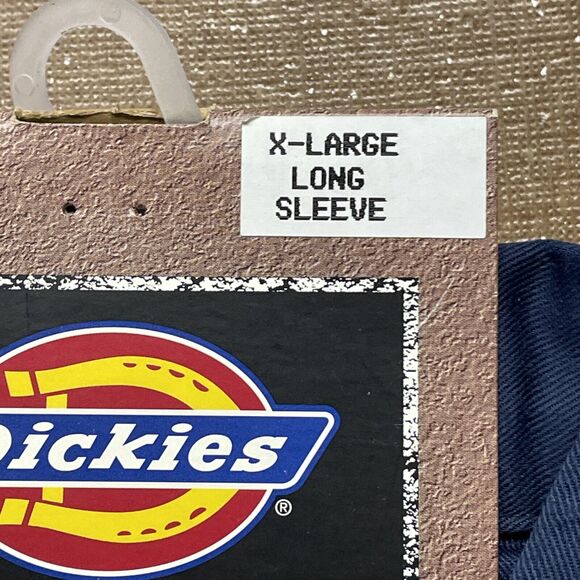 X-LARGE
LONG
SLEEVE
Dickies
®